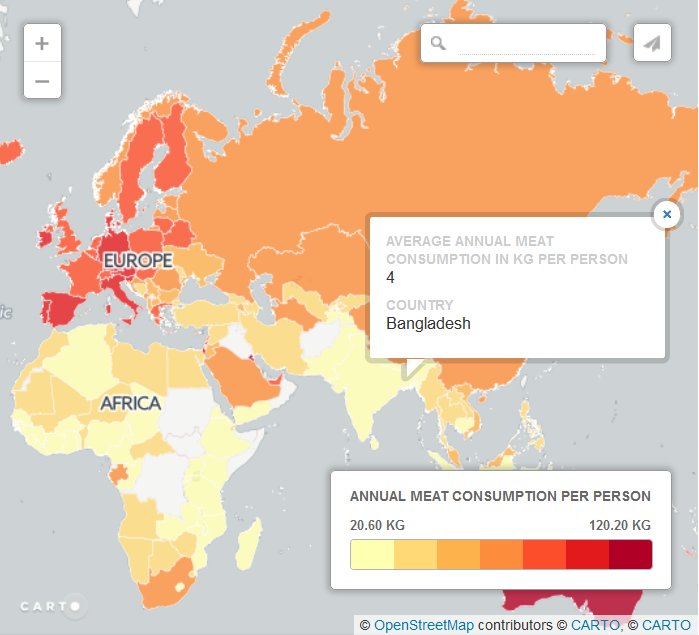 +
−
ic
EUROPE
AFRICA
AVERAGE ANNUAL MEAT
CONSUMPTION IN KG PER PERSON
4
COUNTRY
Bangladesh
×
ANNUAL MEAT CONSUMPTION PER PERSON
20.60 KG 120.20 KG
CARTO
© OpenStreetMap contributors © CARTO, © CARTO